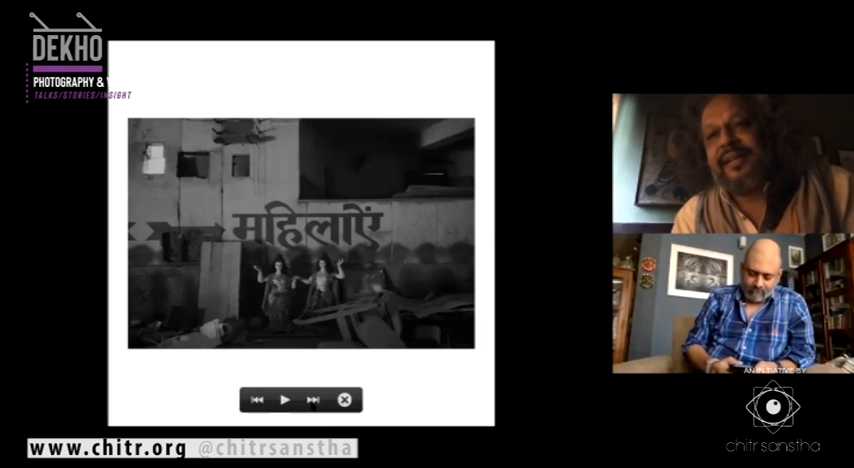 DEKHO
PHOTOGRAPHY &
TALKS/STORIES/INSIGHT
महिलाएें
AN INITIATIVE BY
chitrsanstha
www.chitr.org @chitrsanstha